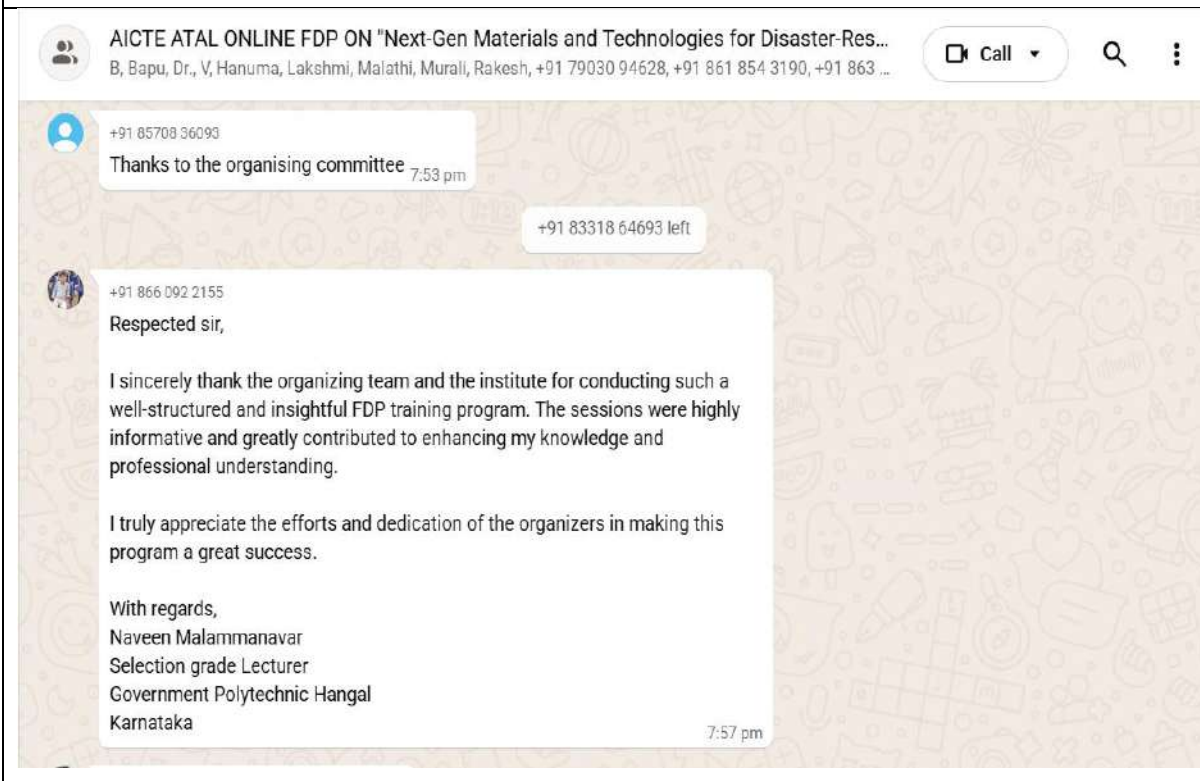 AICTE ATAL ONLINE FDP ON "Next-Gen Materials and Technologies for Disaster-Res...
B, Bapu, Dr., V, Hanuma, Lakshmi, Malathi, Murali, Rakesh, +91 79030 94628, +91 861 854 3190, +91 863 ...
Call
+91 85708 36093
Thanks to the organising committee 7:53 pm
+91 83318 64693 left
+91 866 092 2155
Respected sir,
I sincerely thank the organizing team and the institute for conducting such a
well-structured and insightful FDP training program. The sessions were highly
informative and greatly contributed to enhancing my knowledge and
professional understanding.
I truly appreciate the efforts and dedication of the organizers in making this
program a great success.
With regards,
Naveen Malammanavar
Selection grade Lecturer
Government Polytechnic Hangal
Karnataka
7:57 pm